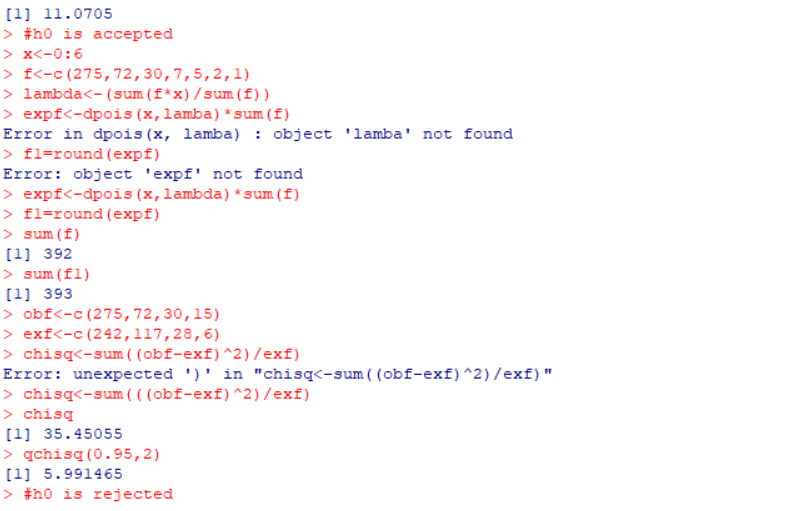 [1] 11.0705
> #h0 is accepted
> x<-0:6
> f<-c(275,72,30,7,5,2,1)
> lambda<-(sum(f*x)/sum(f))
> expf<-dpois(x,lamba)*sum(f)
Error in dpois(x, lamba) : object 'lamba' not found
> f1=round(expf)
Error: object 'expf' not found
> expf<-dpois(x,lambda)*sum(f)
> f1=round(expf)
> sum(f)
[1] 392
> sum(f1)
[1] 393
> obf<-c(275,72,30,15)
> exf<-c(242,117,28,6)
> chisq<-sum((obf-exf)^2)/exf)
Error: unexpected ')' in "chisq<-sum((obf-exf)^2)/exf)"
> chisq<-sum(((obf-exf)^2)/exf)
> chisq
[1] 35.45055
> qchisq(0.95,2)
[1] 5.991465
> #h0 is rejected